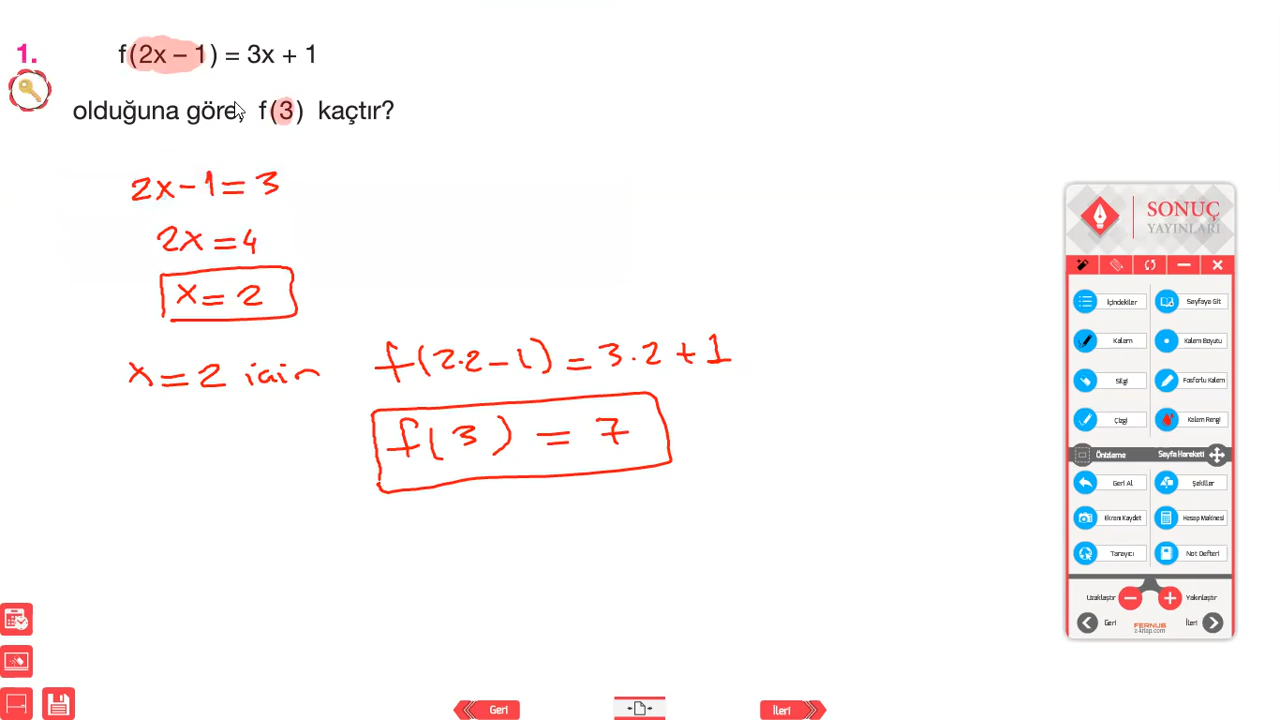 1. f(2x – 1) = 3x + 1
olduğuna göre, f(3) kaçtır?
2x-1=3
2x=4
x=2
x=2 için
f(2.2-1)=3.2+1
f(3)=7
SONUÇ
YAYINLARI
İçindekiler
Sayfaya Git
Kalem
Kalem Boyutu
Silgi
Fosforlu Kalem
Çizgi
Kalem Rengi
Önizleme
Sayfa Hareketi
Geri Al
Şekiller
Ekranı Kaydet
Hesap Makinesi
Tarayıcı
Not Defteri
Uzaklaştır
Yakınlaştır
Geri
FERNUS
z-kitap.com
İleri
Geri
İleri